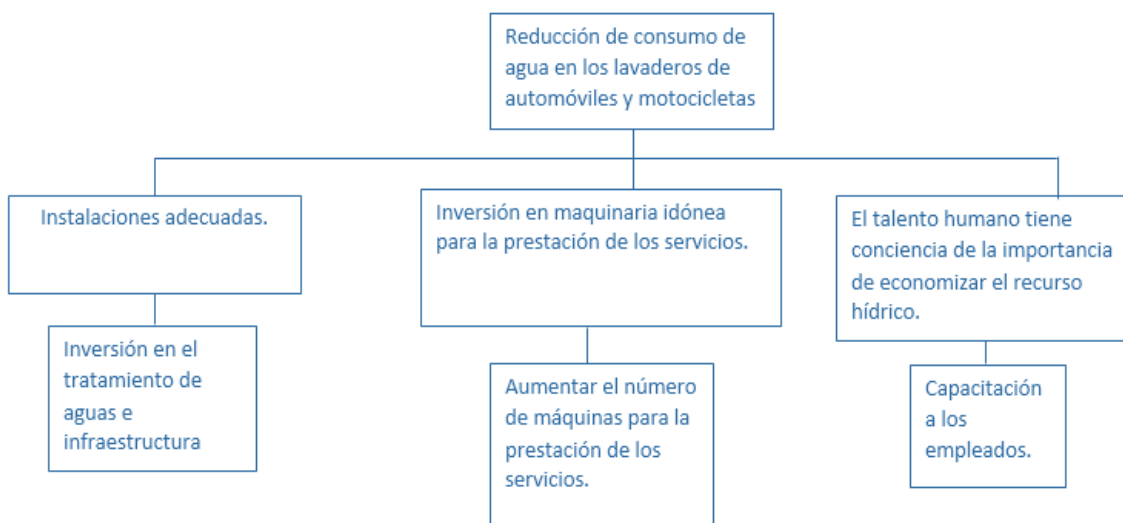 Reducción de consumo de
agua en los lavaderos de
automóviles y motocicletas
Instalaciones adecuadas.
Inversión en maquinaria idónea
para la prestación de los servicios.
El talento humano tiene
conciencia de la importancia
de economizar el recurso
hídrico.
Inversión en el
tratamiento de
aguas e
infraestructura
Aumentar el número
de máquinas para la
prestación de los
servicios.
Capacitación
a los
empleados.